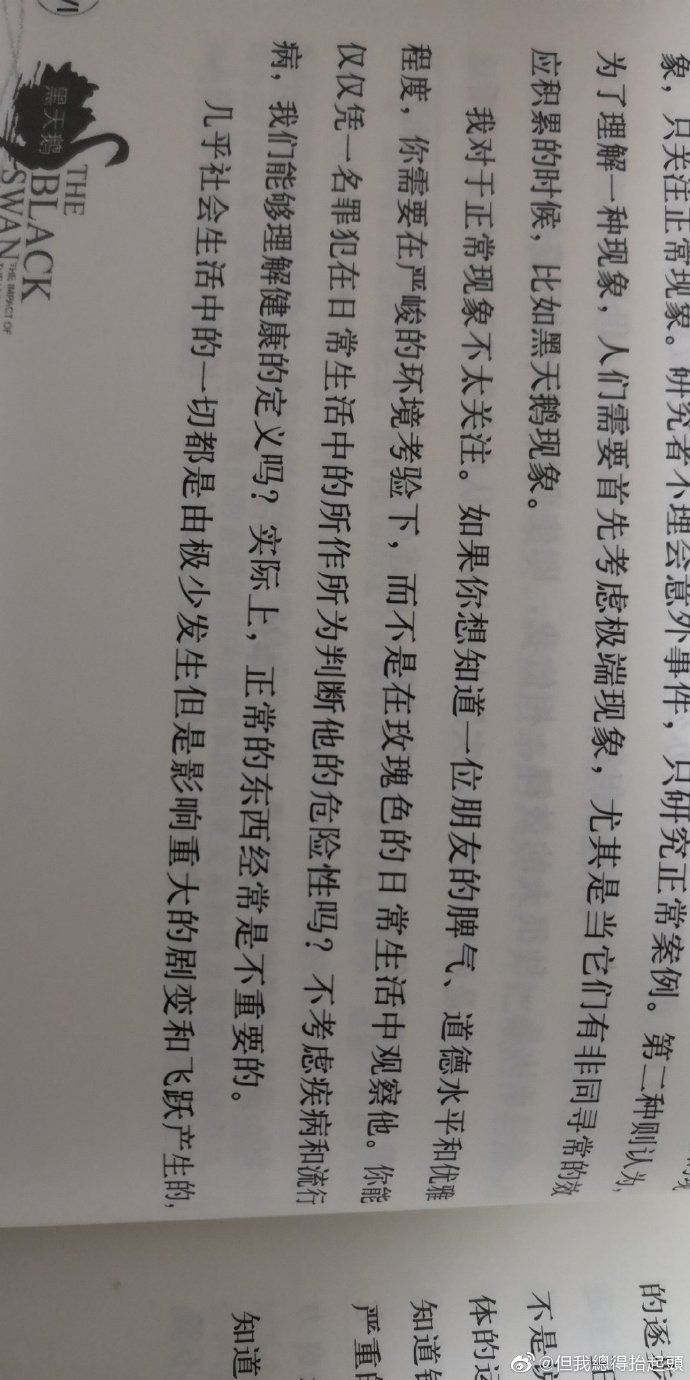 象，只关注正常现象。研究者不理会意外事件，只研究正常案例。第二种则认为，
为了理解一种现象，人们需要首先考虑极端现象，尤其是当它们有非同寻常的效
应积累的时候，比如黑天鹅现象。
我对于正常现象不太关注。如果你想知道一位朋友的脾气、道德水平和优雅
程度，你需要在严峻的环境考验下，而不是在玫瑰色的日常生活中观察他。你能
仅仅凭一名罪犯在日常生活中的所作所为判断他的危险性吗？不考虑疾病和流行
病，我们能够理解健康的定义吗？实际上，正常的东西经常是不重要的。
几乎社会生活中的一切都是由极少发生但是影响重大的剧变和飞跃产生的，
黑天鹅
THE
BLACK
SWAN
THE IMPACT OF
VI
的逐
不是说
体的运
知道
严重的
知道
@但我總得抬起頭